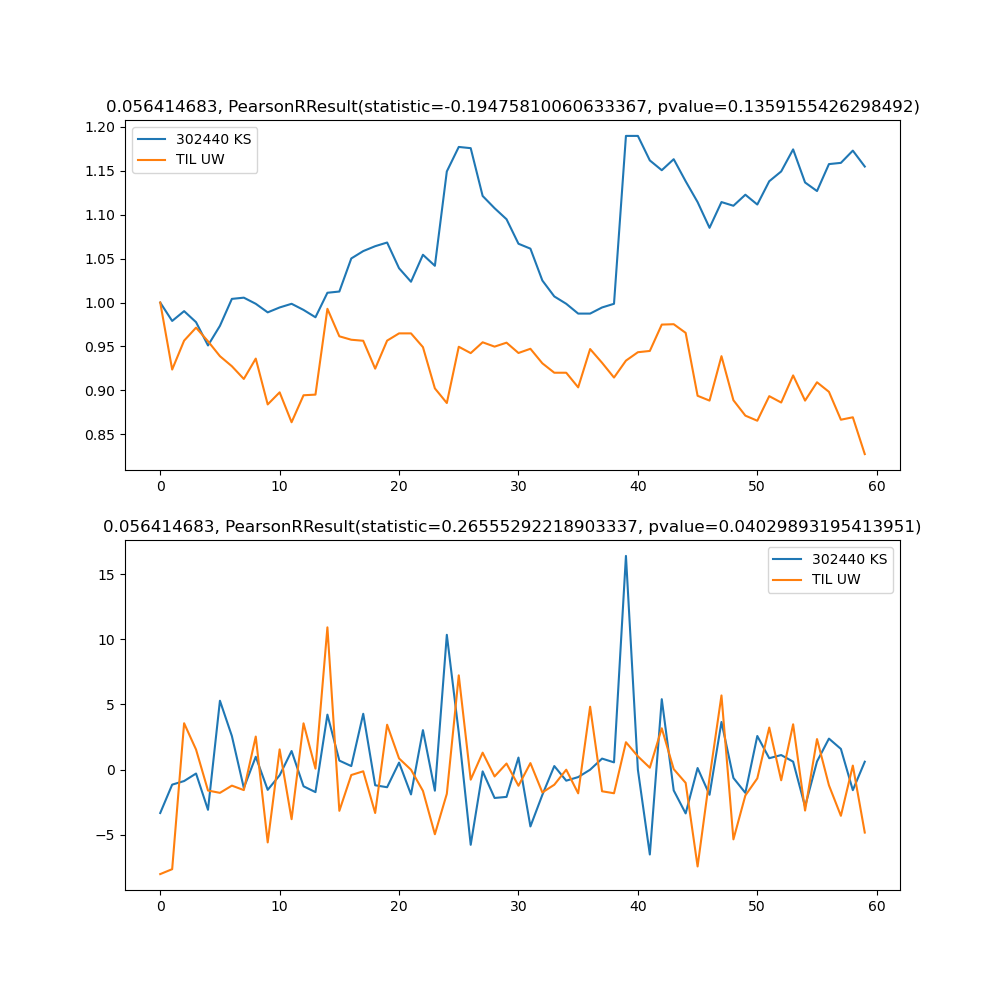 0.056414683, PearsonRResult(statistic=-0.19475810060633367, pvalue=0.1359155426298492)
302440 KS
TIL UW
1.20
1.15
1.10
1.05
1.00
0.95
0.90
0.85
0 10 20 30 40 50 60
0.056414683, PearsonRResult(statistic=0.26555292218903337, pvalue=0.04029893195413951)
302440 KS
TIL UW
15
10
5
0
−5
0 10 20 30 40 50 60